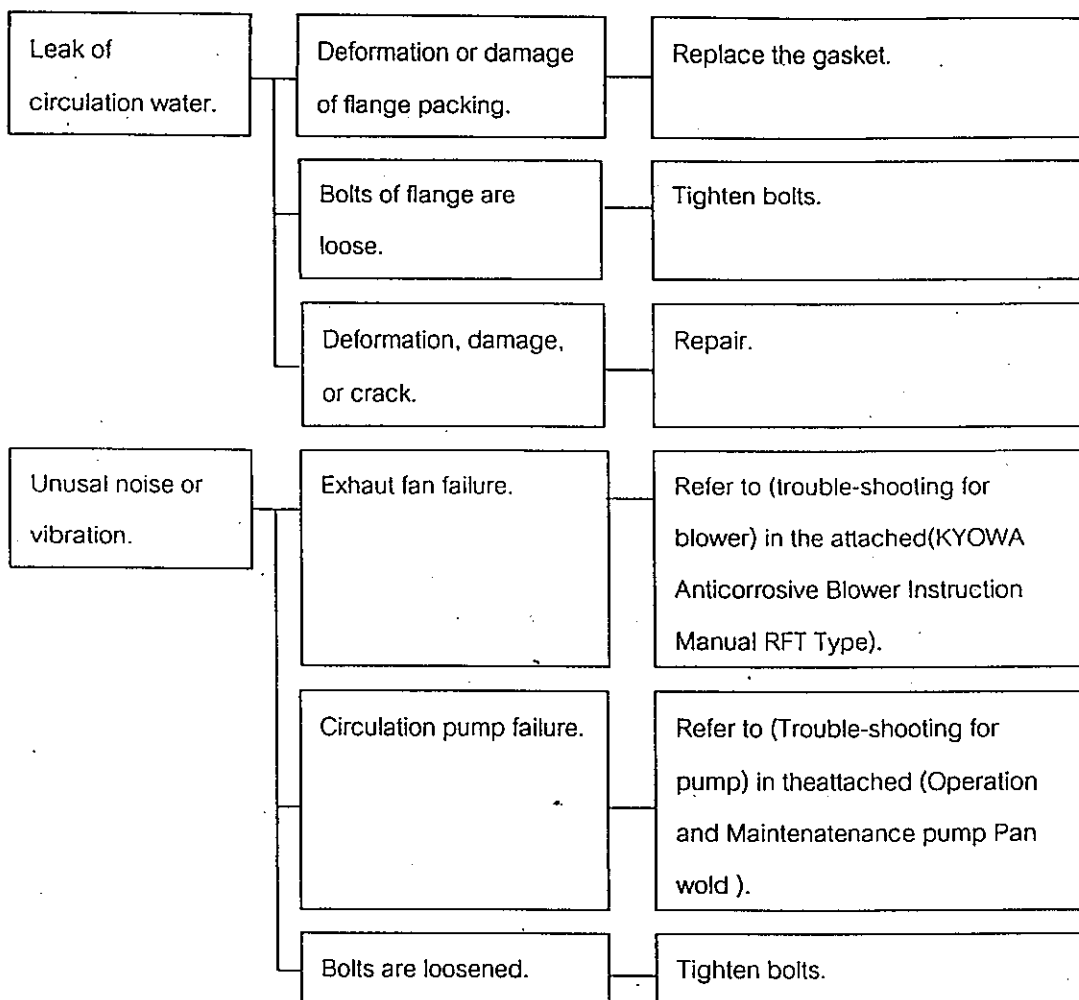 Leak of
circulation water.
Deformation or damage
of flange packing.
Replace the gasket.
Bolts of flange are
loose.
Tighten bolts.
Deformation, damage,
or crack.
Repair.
Unusal noise or
vibration.
Exhaut fan failure.
Refer to (trouble-shooting for
blower) in the attached(KYOWA
Anticorrosive Blower Instruction
Manual RFT Type).
Circulation pump failure.
Refer to (Trouble-shooting for
pump) in theattached (Operation
and Maintenatenance pump Pan
wold ).
Bolts are loosened.
Tighten bolts.